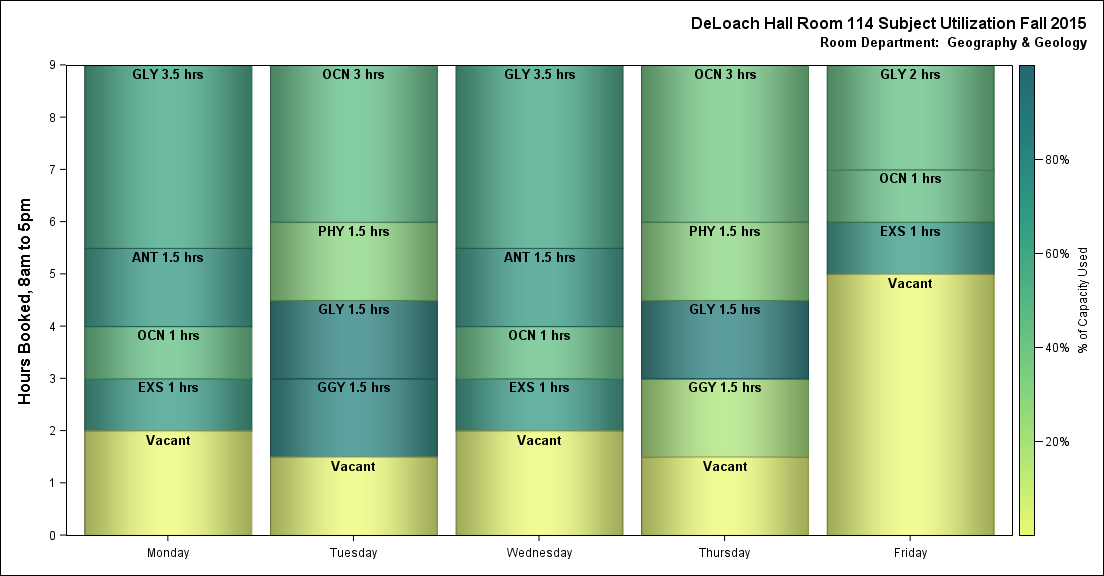 DeLoach Hall Room 114 Subject Utilization Fall 2015
Room Department: Geography & Geology
Hours Booked, 8am to 5pm
9
8
7
6
5
4
3
2
1
0
GLY 3.5 hrs
ANT 1.5 hrs
OCN 1 hrs
EXS 1 hrs
Vacant
Monday
OCN 3 hrs
PHY 1.5 hrs
GLY 1.5 hrs
GGY 1.5 hrs
Vacant
Tuesday
GLY 3.5 hrs
ANT 1.5 hrs
OCN 1 hrs
EXS 1 hrs
Vacant
Wednesday
OCN 3 hrs
PHY 1.5 hrs
GLY 1.5 hrs
GGY 1.5 hrs
Vacant
Thursday
GLY 2 hrs
OCN 1 hrs
EXS 1 hrs
Vacant
Friday
80%
60%
40%
20%
% of Capacity Used